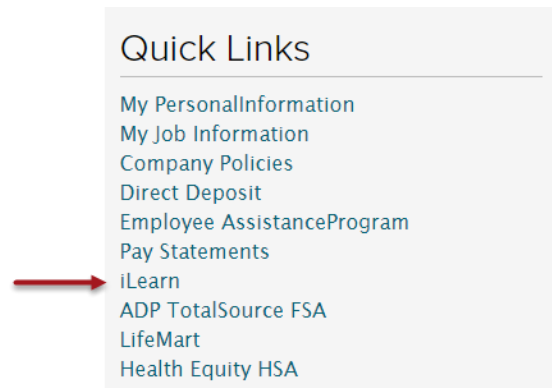 Quick Links
My PersonalInformation
My Job Information
Company Policies
Direct Deposit
Employee AssistanceProgram
Pay Statements
iLearn
ADP TotalSource FSA
LifeMart
Health Equity HSA